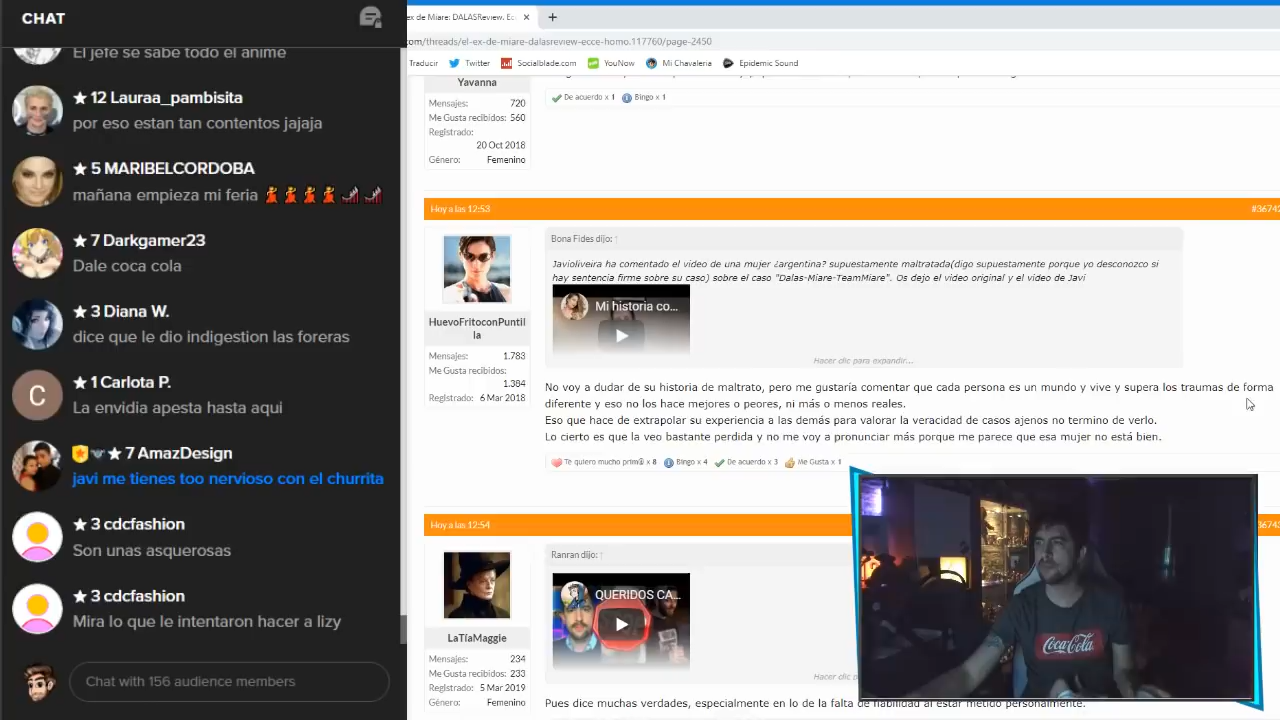 CHAT
El jefe se sabe todo el anime
★ 12 Lauraa_pambisita
por eso estan tan contentos jajaja
★ 5 MARIBELCORDOBA
mañana empieza mi feria
★ 7 Darkgamer23
Dale coca cola
★ 3 Diana W.
dice que le dio indigestion las foreras
C
★ 1 Carlota P.
La envidia apesta hasta aqui
★ 7 AmazDesign
javi me tienes too nervioso con el churrita
★ 3 cdcfashion
Son unas asquerosas
★ 3 cdcfashion
Mira lo que le intentaron hacer a lizy
Chat with 156 audience members
ex de Miare: DALASReview. Ec
com/threads/el-ex-de-miare-dalasreview-ecce-homo.117760/page-2450
Traducir Twitter Socialblade.com YouNow Mi Chavaleria Epidemic Sound
Yavanna
Mensajes: 720
Me Gusta recibidos: 560
Registrado:
20 Oct 2018
Género: Femenino
De acuerdo x 1 Bingo x 1
Hoy a las 12:53 #36742
HuevoFritoconPuntil
la
Mensajes: 1.783
Me Gusta recibidos:
1.384
Registrado: 6 Mar 2018
Bona Fides dijo: ↑
Javioliveira ha comentado el video de una mujer ¿argentina? supuestamente maltratada(digo supuestamente porque yo desconozco si
hay sentencia firme sobre su caso) sobre el caso "Dalas-Miare-TeamMiare". Os dejo el video original y el video de Javi
Mi historia co...
Hacer clic para expandir...
No voy a dudar de su historia de maltrato, pero me gustaría comentar que cada persona es un mundo y vive y supera los traumas de forma
diferente y eso no los hace mejores o peores, ni más o menos reales.
Eso que hace de extrapolar su experiencia a las demás para valorar la veracidad de casos ajenos no termino de verlo.
Lo cierto es que la veo bastante perdida y no me voy a pronunciar más porque me parece que esa mujer no está bien.
Te quiero mucho prim@ x 8 Bingo x 4 De acuerdo x 3 Me Gusta x 1
Hoy a las 12:54
LaTíaMaggie
Mensajes: 234
Me Gusta recibidos: 233
Registrado: 5 Mar 2019
Género: Femenino
Ranran dijo: ↑
QUERIDOS CA...
Hacer clic
Pues dice muchas verdades, especialmente en lo de la falta de habilidad al estar metido personalmente.
Coca-Cola